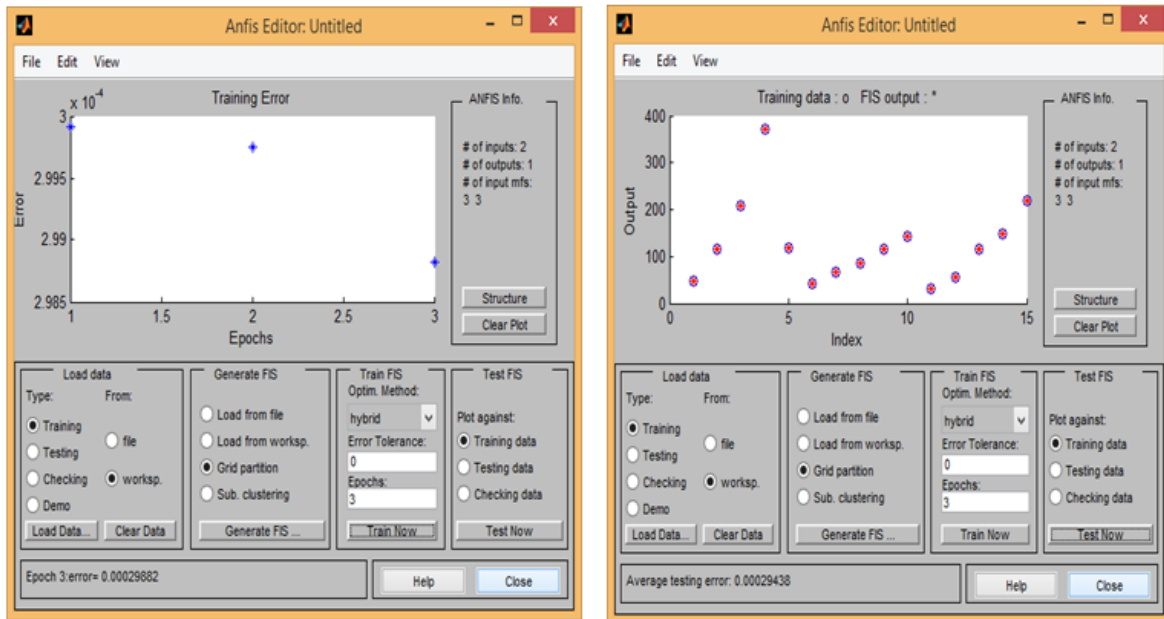 Anfis Editor: Untitled
File Edit View
x 10^-4
Training Error
3
2.995
2.99
2.985
Error
1 1.5 2 2.5 3
Epochs
ANFIS Info.
# of inputs: 2
# of outputs: 1
# of input mfs:
3 3
Structure
Clear Plot
Load data
Type: From:
Training
file
Testing
Checking
worksp.
Demo
Load Data... Clear Data
Generate FIS
Load from file
Load from worksp.
Grid partition
Sub. clustering
Generate FIS ...
Train FIS
Optim. Method:
hybrid
Error Tolerance:
0
Epochs:
3
Train Now
Test FIS
Plot against:
Training data
Testing data
Checking data
Test Now
Epoch 3:error= 0.00029882
Help
Close
Anfis Editor: Untitled
File Edit View
Training data : o FIS output : *
400
300
200
100
0
Output
0 5 10 15
Index
ANFIS Info.
# of inputs: 2
# of outputs: 1
# of input mfs:
3 3
Structure
Clear Plot
Load data
Type: From:
Training
file
Testing
Checking
worksp.
Demo
Load Data... Clear Data
Generate FIS
Load from file
Load from worksp.
Grid partition
Sub. clustering
Generate FIS ...
Train FIS
Optim. Method:
hybrid
Error Tolerance:
0
Epochs:
3
Train Now
Test FIS
Plot against:
Training data
Testing data
Checking data
Test Now
Average testing error: 0.00029438
Help
Close